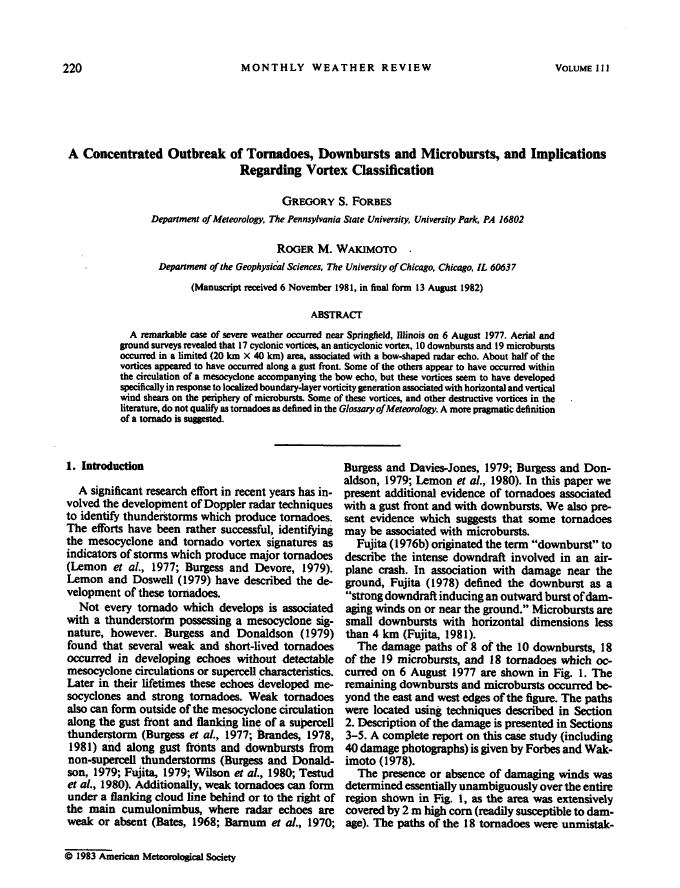 220
MONTHLY WEATHER REVIEW
VOLUME 111
A Concentrated Outbreak of Tornadoes, Downbursts and Microbursts, and Implications
Regarding Vortex Classification
GREGORY S. FORBES
Department of Meteorology, The Pennsylvania State University, University Park, PA 16802
ROGER M. WAKIMOTO
Department of the Geophysical Sciences, The University of Chicago, Chicago, IL 60637
(Manuscript received 6 November 1981, in final form 13 August 1982)
ABSTRACT
A remarkable case of severe weather occurred near Springfield, Illinois on 6 August 1977. Aerial and
ground surveys revealed that 17 cyclonic vortices, an anticyclonic vortex, 10 downbursts and 19 microbursts
occurred in a limited (20 km × 40 km) area, associated with a bow-shaped radar echo. About half of the
vortices appeared to have occurred along a gust front. Some of the others appear to have occurred within
the circulation of a mesocyclone accompanying the bow echo, but these vortices seem to have developed
specifically in response to localized boundary-layer vorticity generation associated with horizontal and vertical
wind shears on the periphery of microbursts. Some of these vortices, and other destructive vortices in the
literature, do not qualify as tornadoes as defined in the Glossary of Meteorology. A more pragmatic definition
of a tornado is suggested.
1. Introduction
A significant research effort in recent years has in-
volved the development of Doppler radar techniques
to identify thunderstorms which produce tornadoes.
The efforts have been rather successful, identifying
the mesocyclone and tornado vortex signatures as
indicators of storms which produce major tornadoes
(Lemon et al., 1977; Burgess and Devore, 1979).
Lemon and Doswell (1979) have described the de-
velopment of these tornadoes.
Not every tornado which develops is associated
with a thunderstorm possessing a mesocyclone sig-
nature, however. Burgess and Donaldson (1979)
found that several weak and short-lived tornadoes
occurred in developing echoes without detectable
mesocyclone circulations or supercell characteristics.
Later in their lifetimes these echoes developed me-
socyclones and strong tornadoes. Weak tornadoes
also can form outside of the mesocyclone circulation
along the gust front and flanking line of a supercell
thunderstorm (Burgess et al., 1977; Brandes, 1978,
1981) and along gust fronts and downbursts from
non-supercell thunderstorms (Burgess and Donald-
son, 1979; Fujita, 1979; Wilson et al., 1980; Testud
et al., 1980). Additionally, weak tornadoes can form
under a flanking cloud line behind or to the right of
the main cumulonimbus, where radar echoes are
weak or absent (Bates, 1968; Barnum et al., 1970;
Burgess and Davies-Jones, 1979; Burgess and Don-
aldson, 1979; Lemon et al., 1980). In this paper we
present additional evidence of tornadoes associated
with a gust front and with downbursts. We also pre-
sent evidence which suggests that some tornadoes
may be associated with microbursts.
Fujita (1976b) originated the term "downburst" to
describe the intense downdraft involved in an air-
plane crash. In association with damage near the
ground, Fujita (1978) defined the downburst as a
"strong downdraft inducing an outward burst of dam-
aging winds on or near the ground." Microbursts are
small downbursts with horizontal dimensions less
than 4 km (Fujita, 1981).
The damage paths of 8 of the 10 downbursts, 18
of the 19 microbursts, and 18 tornadoes which oc-
curred on 6 August 1977 are shown in Fig. 1. The
remaining downbursts and microbursts occurred be-
yond the east and west edges of the figure. The paths
were located using techniques described in Section
2. Description of the damage is presented in Sections
3–5. A complete report on this case study (including
40 damage photographs) is given by Forbes and Wak-
imoto (1978).
The presence or absence of damaging winds was
determined essentially unambiguously over the entire
region shown in Fig. 1, as the area was extensively
covered by 2 m high corn (readily susceptible to dam-
age). The paths of the 18 tornadoes were unmistak-
© 1983 American Meteorological Society